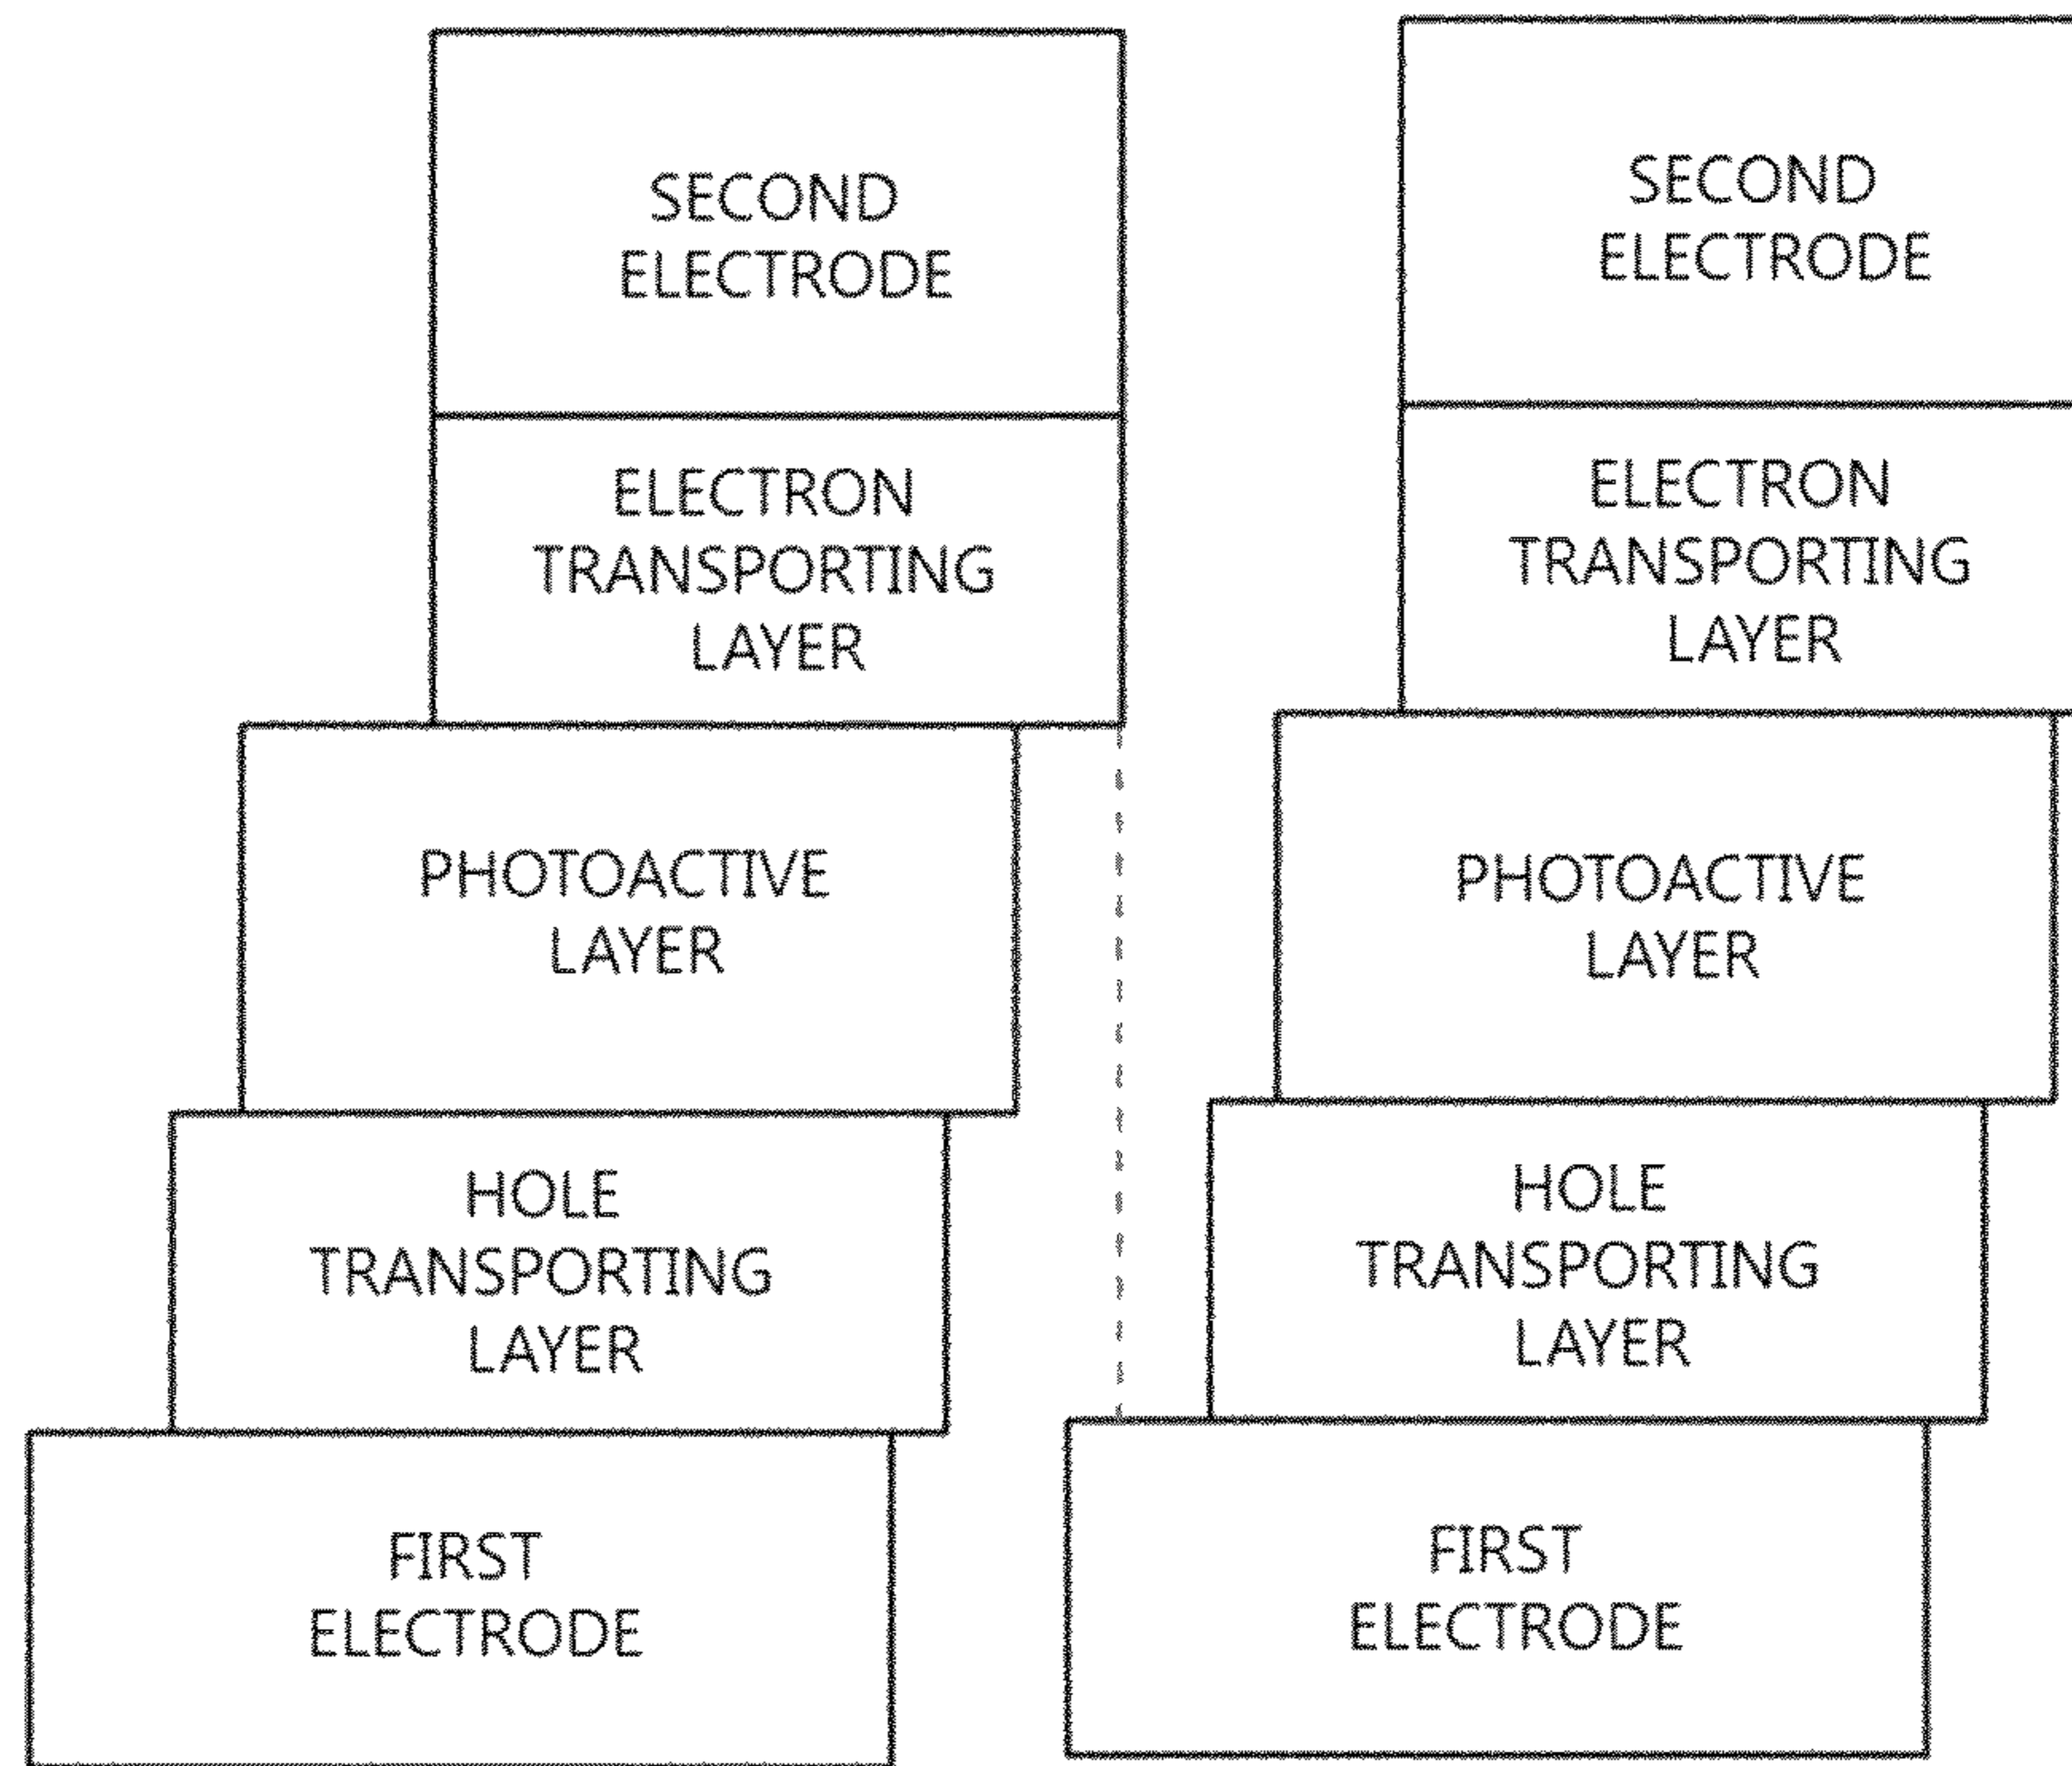 SECOND
ELECTRODE
ELECTRON
TRANSPORTING
LAYER
PHOTOACTIVE
LAYER
HOLE
TRANSPORTING
LAYER
FIRST
ELECTRODE
SECOND
ELECTRODE
ELECTRON
TRANSPORTING
LAYER
PHOTOACTIVE
LAYER
HOLE
TRANSPORTING
LAYER
FIRST
ELECTRODE